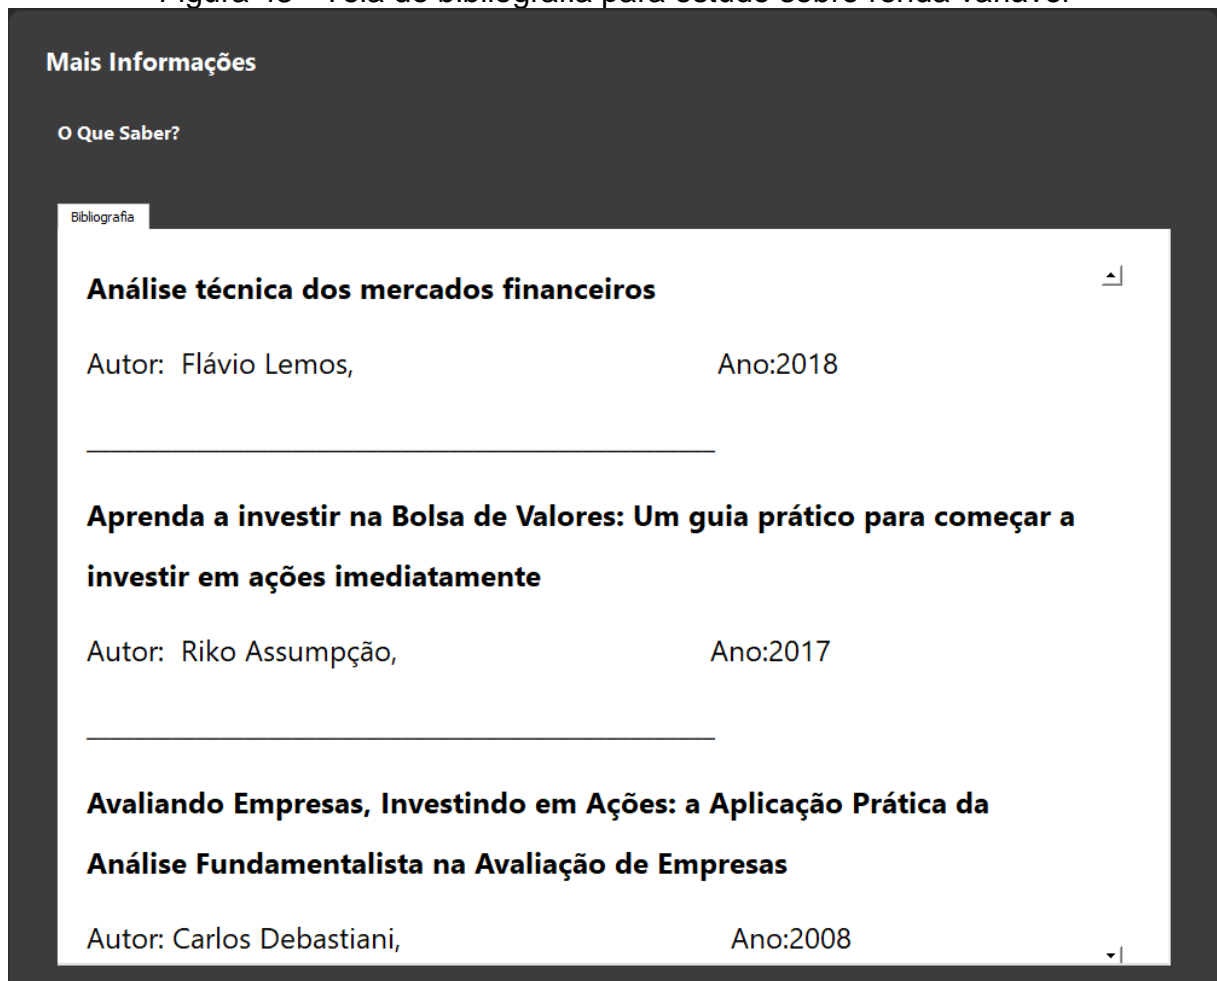 Mais Informações
O Que Saber?
Bibliografia
Análise técnica dos mercados financeiros
Autor:  Flávio Lemos, Ano:2018
Aprenda a investir na Bolsa de Valores: Um guia prático para começar a
investir em ações imediatamente
Autor:  Riko Assumpção, Ano:2017
Avaliando Empresas, Investindo em Ações: a Aplicação Prática da
Análise Fundamentalista na Avaliação de Empresas
Autor: Carlos Debastiani, Ano:2008